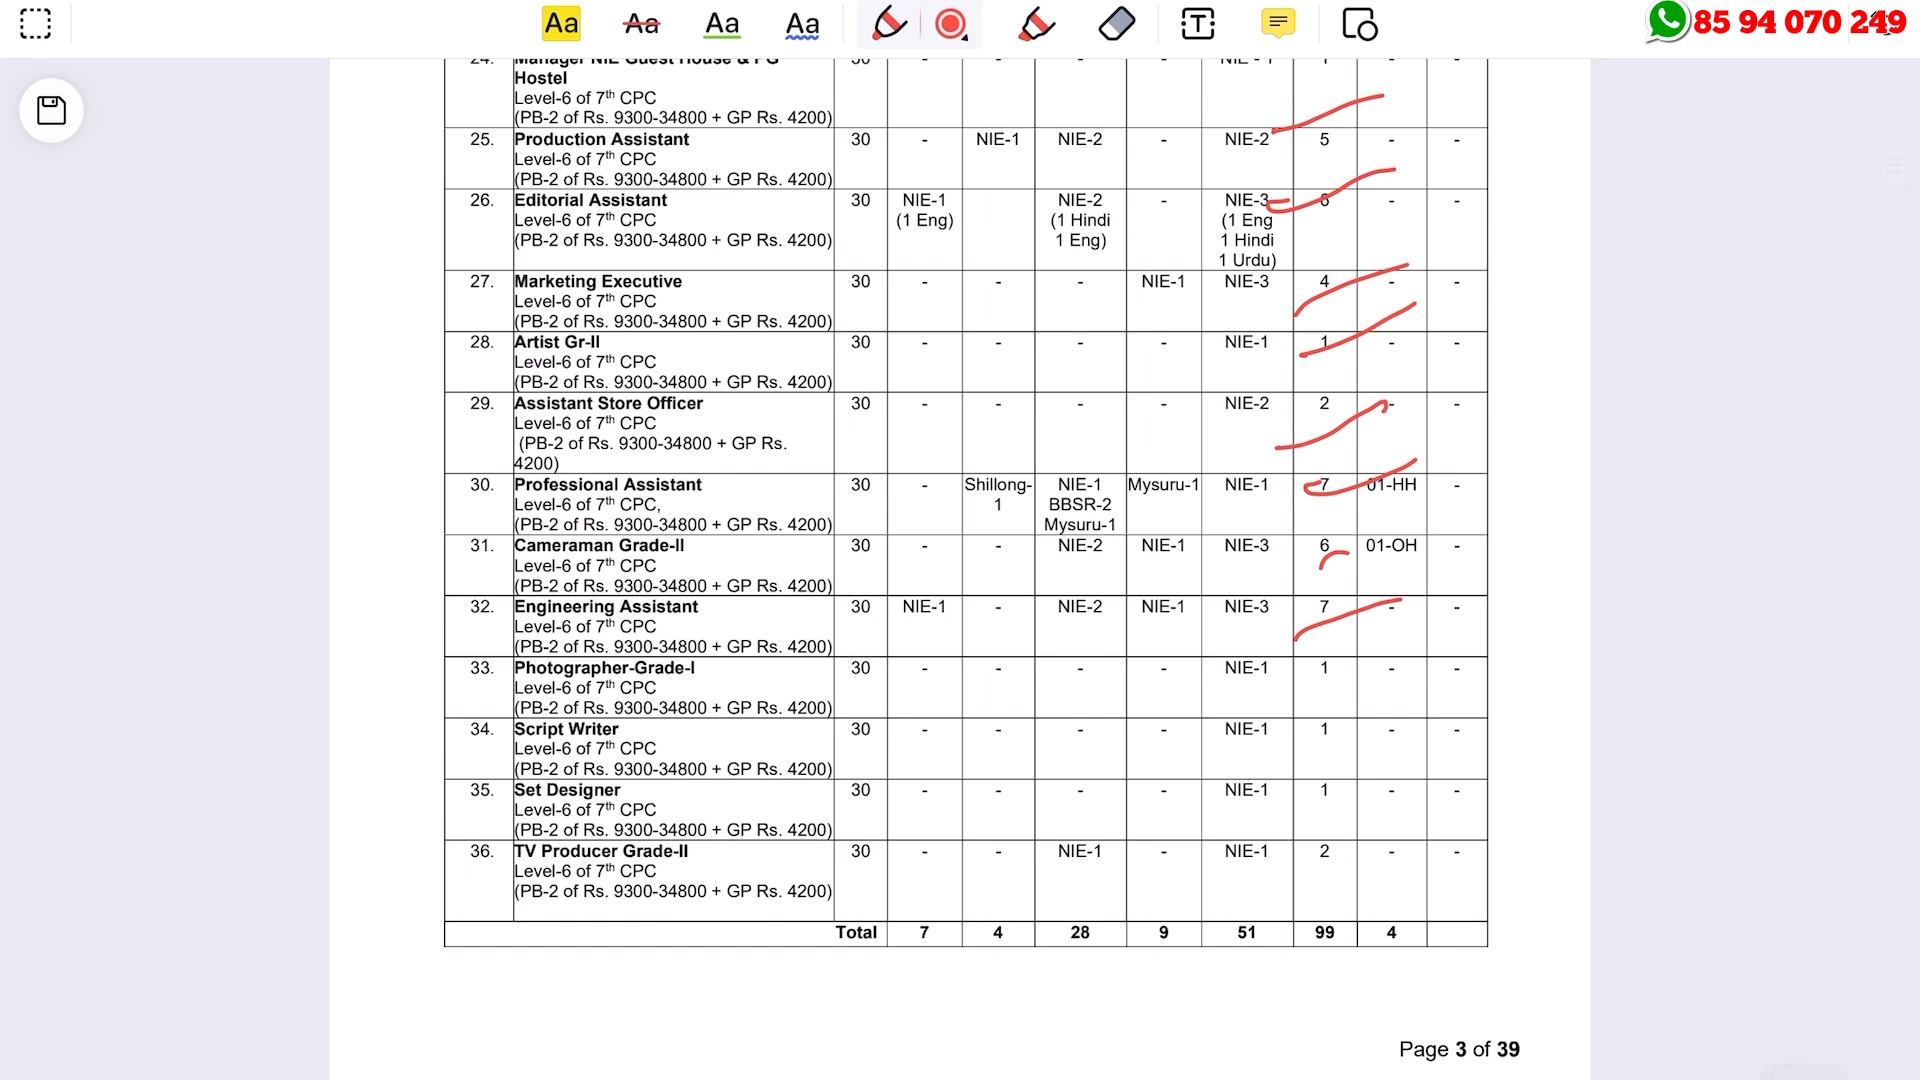 Aa Aa Aa Aa T
85 94 070 249
24. Manager NIE Guest House & PG 30 - - - - NIE - 1 1 - -
Hostel
Level-6 of 7th CPC
(PB-2 of Rs. 9300-34800 + GP Rs. 4200)
25. Production Assistant 30 - NIE-1 NIE-2 - NIE-2 5 - -
Level-6 of 7th CPC
(PB-2 of Rs. 9300-34800 + GP Rs. 4200)
26. Editorial Assistant 30 NIE-1 NIE-2 - NIE-3 6 - -
Level-6 of 7th CPC (1 Eng) (1 Hindi (1 Eng
(PB-2 of Rs. 9300-34800 + GP Rs. 4200) 1 Eng) 1 Hindi
1 Urdu)
27. Marketing Executive 30 - - - NIE-1 NIE-3 4 - -
Level-6 of 7th CPC
(PB-2 of Rs. 9300-34800 + GP Rs. 4200)
28. Artist Gr-II 30 - - - - NIE-1 1 - -
Level-6 of 7th CPC
(PB-2 of Rs. 9300-34800 + GP Rs. 4200)
29. Assistant Store Officer 30 - - - - NIE-2 2 - -
Level-6 of 7th CPC
(PB-2 of Rs. 9300-34800 + GP Rs.
4200)
30. Professional Assistant 30 - Shillong- NIE-1 Mysuru-1 NIE-1 7 01-HH -
Level-6 of 7th CPC, 1 BBSR-2
(PB-2 of Rs. 9300-34800 + GP Rs. 4200) Mysuru-1
31. Cameraman Grade-II 30 - - NIE-2 NIE-1 NIE-3 6 01-OH -
Level-6 of 7th CPC
(PB-2 of Rs. 9300-34800 + GP Rs. 4200)
32. Engineering Assistant 30 NIE-1 - NIE-2 NIE-1 NIE-3 7 - -
Level-6 of 7th CPC
(PB-2 of Rs. 9300-34800 + GP Rs. 4200)
33. Photographer-Grade-I 30 - - - - NIE-1 1 - -
Level-6 of 7th CPC
(PB-2 of Rs. 9300-34800 + GP Rs. 4200)
34. Script Writer 30 - - - - NIE-1 1 - -
Level-6 of 7th CPC
(PB-2 of Rs. 9300-34800 + GP Rs. 4200)
35. Set Designer 30 - - - - NIE-1 1 - -
Level-6 of 7th CPC
(PB-2 of Rs. 9300-34800 + GP Rs. 4200)
36. TV Producer Grade-II 30 - - NIE-1 - NIE-1 2 - -
Level-6 of 7th CPC
(PB-2 of Rs. 9300-34800 + GP Rs. 4200)
Total 7 4 28 9 51 99 4
Page 3 of 39